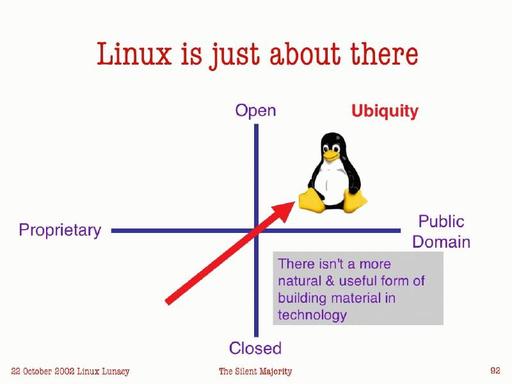 Linux is just about there
Open
Ubiquity
Proprietary
Public
Domain
There isn't a more
natural & useful form of
building material in
technology
Closed
22 October 2002 Linux Lunacy
The Silent Majority
92